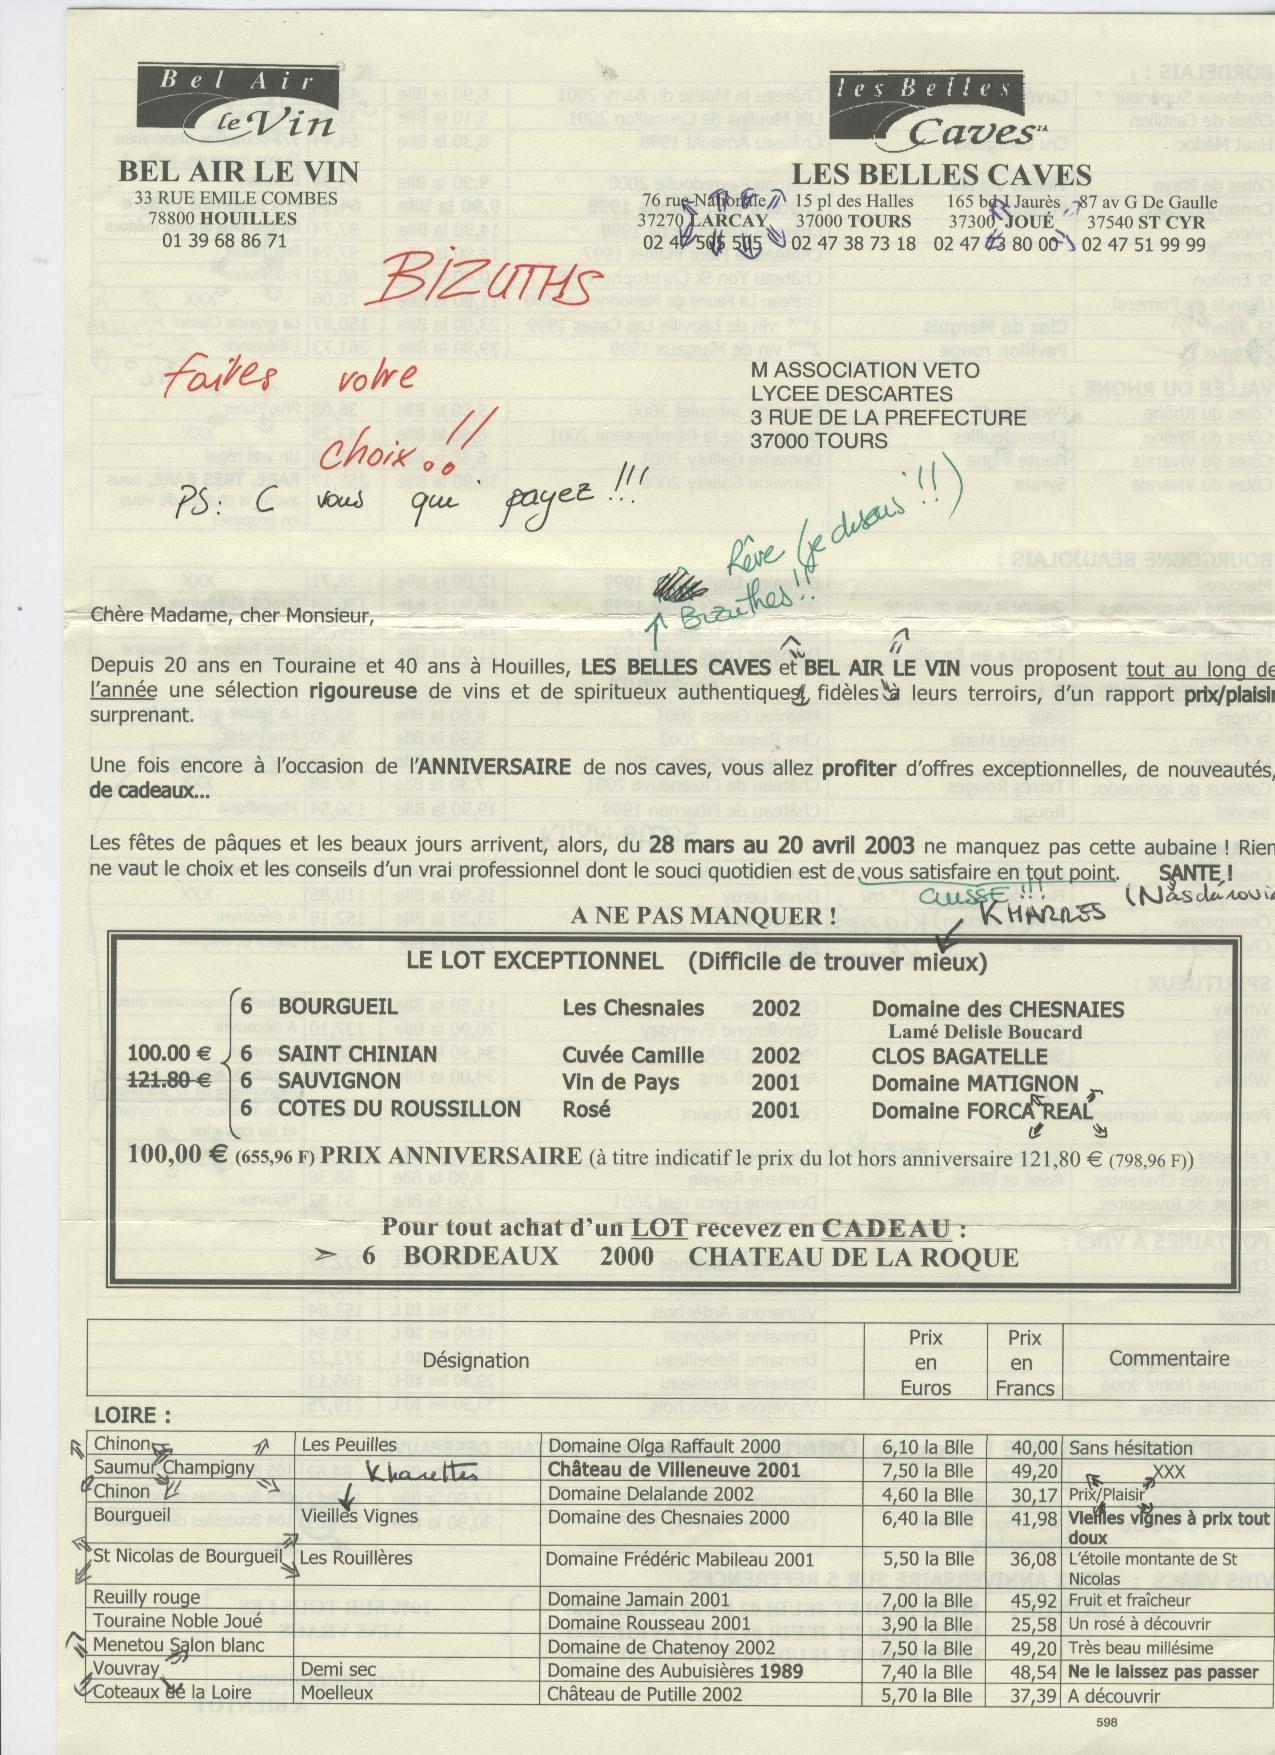 Bel Air
le Vin
BEL AIR LE VIN
33 RUE EMILE COMBES
78800 HOUILLES
01 39 68 86 71
les Belles
Caves SA
LES BELLES CAVES
76 rue Nationale 15 pl des Halles 165 bd J Jaurès 87 av G De Gaulle
37270 LARCAY 37000 TOURS 37300 JOUÉ 37540 ST CYR
02 47 505 505 02 47 38 73 18 02 47 73 80 00 02 47 51 99 99
BIZUTHS
faites votre
choix..!!
PS: C vous qui payez !!!
M ASSOCIATION VETO
LYCEE DESCARTES
3 RUE DE LA PREFECTURE
37000 TOURS
Rêve (je dessus !!)
Bizuthes!!
Chère Madame, cher Monsieur,
Depuis 20 ans en Touraine et 40 ans à Houilles, LES BELLES CAVES et BEL AIR LE VIN vous proposent tout au long de
l'année une sélection rigoureuse de vins et de spiritueux authentiques, fidèles à leurs terroirs, d'un rapport prix/plaisir
surprenant.
Une fois encore à l'occasion de l'ANNIVERSAIRE de nos caves, vous allez profiter d'offres exceptionnelles, de nouveautés,
de cadeaux...
Les fêtes de pâques et les beaux jours arrivent, alors, du 28 mars au 20 avril 2003 ne manquez pas cette aubaine ! Rien
ne vaut le choix et les conseils d'un vrai professionnel dont le souci quotidien est de vous satisfaire en tout point. SANTE !
CUISSE !!! KHARRES (Nasdarovia
A NE PAS MANQUER !
LE LOT EXCEPTIONNEL (Difficile de trouver mieux)
6 BOURGUEIL Les Chesnaies 2002 Domaine des CHESNAIES
Lamé Delisle Boucard
100.00 € 6 SAINT CHINIAN Cuvée Camille 2002 CLOS BAGATELLE
121.80 € 6 SAUVIGNON Vin de Pays 2001 Domaine MATIGNON
6 COTES DU ROUSSILLON Rosé 2001 Domaine FORCA REAL
100,00 € (655,96 F) PRIX ANNIVERSAIRE (à titre indicatif le prix du lot hors anniversaire 121,80 € (798,96 F))
Pour tout achat d'un LOT recevez en CADEAU :
➢ 6 BORDEAUX 2000 CHATEAU DE LA ROQUE
Désignation Prix en Euros Prix en Francs Commentaire
LOIRE :
Chinon Les Peuilles Domaine Olga Raffault 2000 6,10 la Blle 40,00 Sans hésitation
Saumur Champigny Kharettes Château de Villeneuve 2001 7,50 la Blle 49,20 XXX
Chinon Domaine Delalande 2002 4,60 la Blle 30,17 Prix/Plaisir
Bourgueil Vieilles Vignes Domaine des Chesnaies 2000 6,40 la Blle 41,98 Vieilles vignes à prix tout
doux
St Nicolas de Bourgueil Les Rouillères Domaine Frédéric Mabileau 2001 5,50 la Blle 36,08 L'étoile montante de St
Nicolas
Reuilly rouge Domaine Jamain 2001 7,00 la Blle 45,92 Fruit et fraîcheur
Touraine Noble Joué Domaine Rousseau 2001 3,90 la Blle 25,58 Un rosé à découvrir
Menetou Salon blanc Domaine de Chatenoy 2002 7,50 la Blle 49,20 Très beau millésime
Vouvray Demi sec Domaine des Aubuisières 1989 7,40 la Blle 48,54 Ne le laissez pas passer
Coteaux de la Loire Moelleux Château de Putille 2002 5,70 la Blle 37,39 A découvrir
598